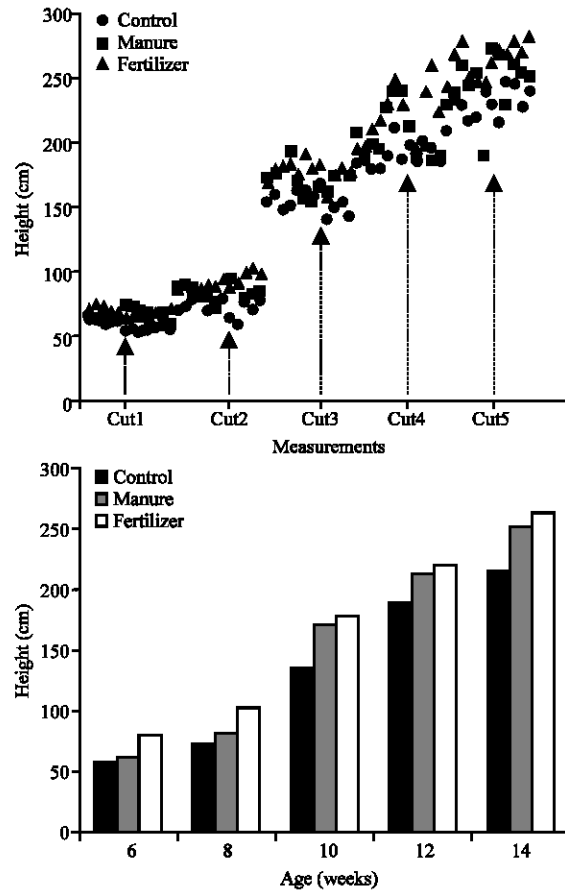 Control
Manure
Fertilizer
300
250
200
150
100
50
0
Height (cm)
Cut1 Cut2 Cut3 Cut4 Cut5
Measurements
Control
Manure
Fertilizer
300
250
200
150
100
50
0
Height (cm)
6 8 10 12 14
Age (weeks)